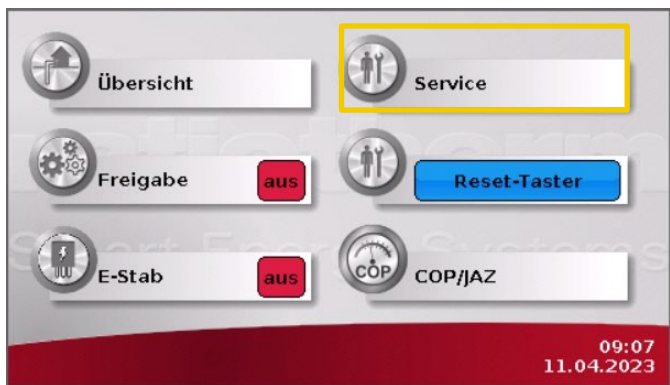 Übersicht
Service
Freigabe
aus
Reset-Taster
E-Stab
aus
COP
COP/JAZ
09:07
11.04.2023